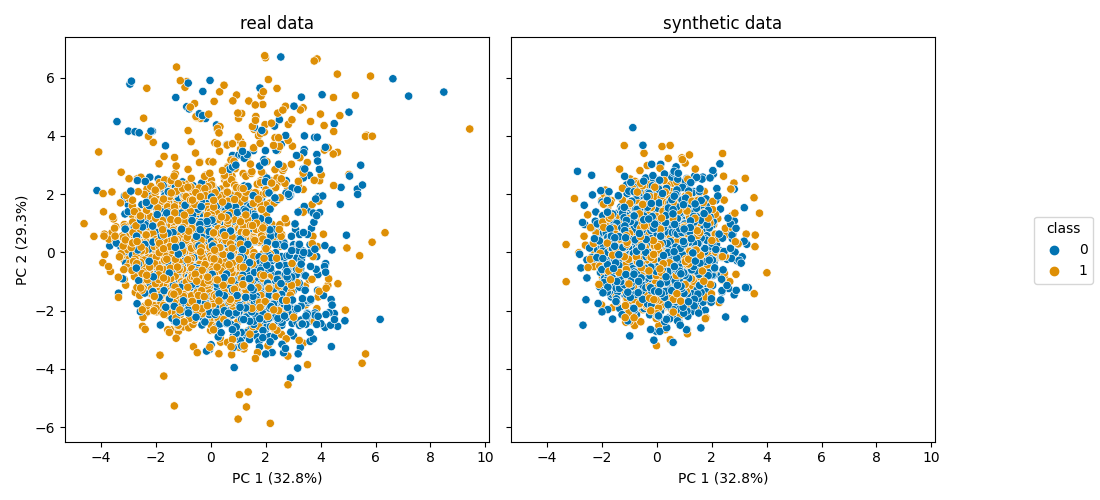 real data
synthetic data
6
4
2
0
−2
−4
−6
PC 2 (29.3%)
−4 −2 0 2 4 6 8 10
−4 −2 0 2 4 6 8 10
PC 1 (32.8%)
PC 1 (32.8%)
class
0
1